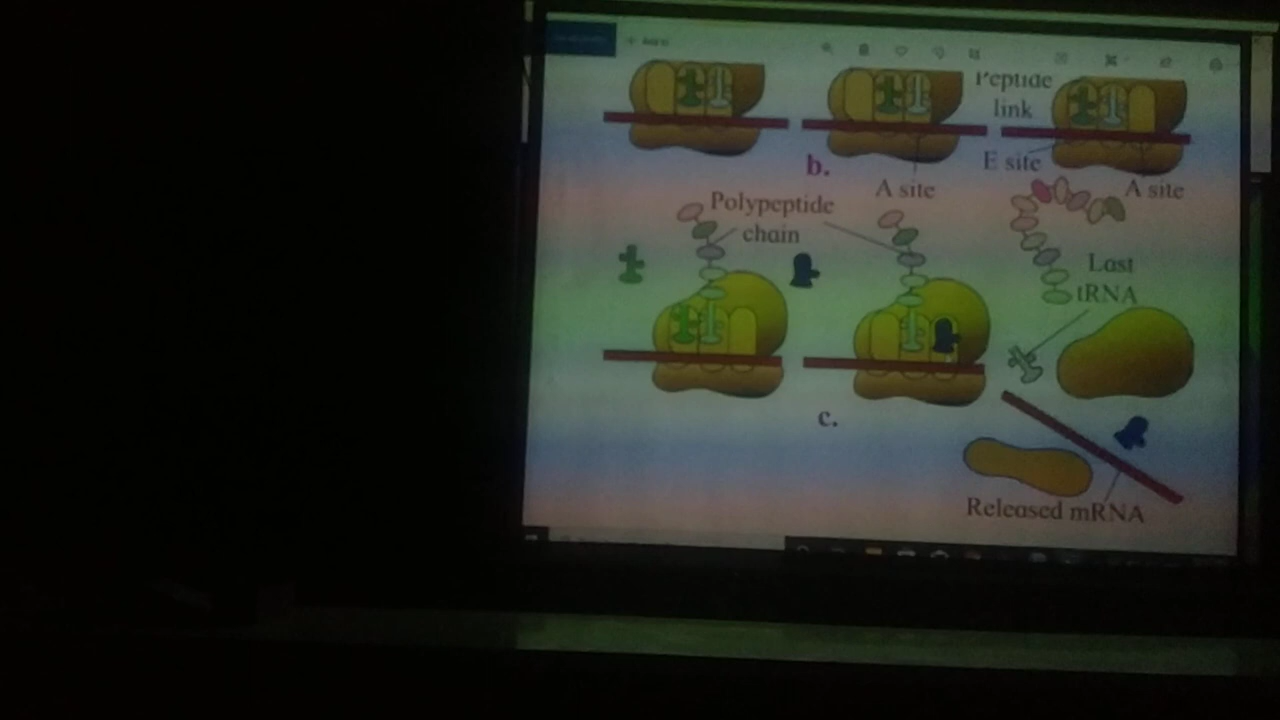 Peptide
link
E site
b.
A site
A site
Polypeptide
chain
Last
tRNA
c.
Released mRNA